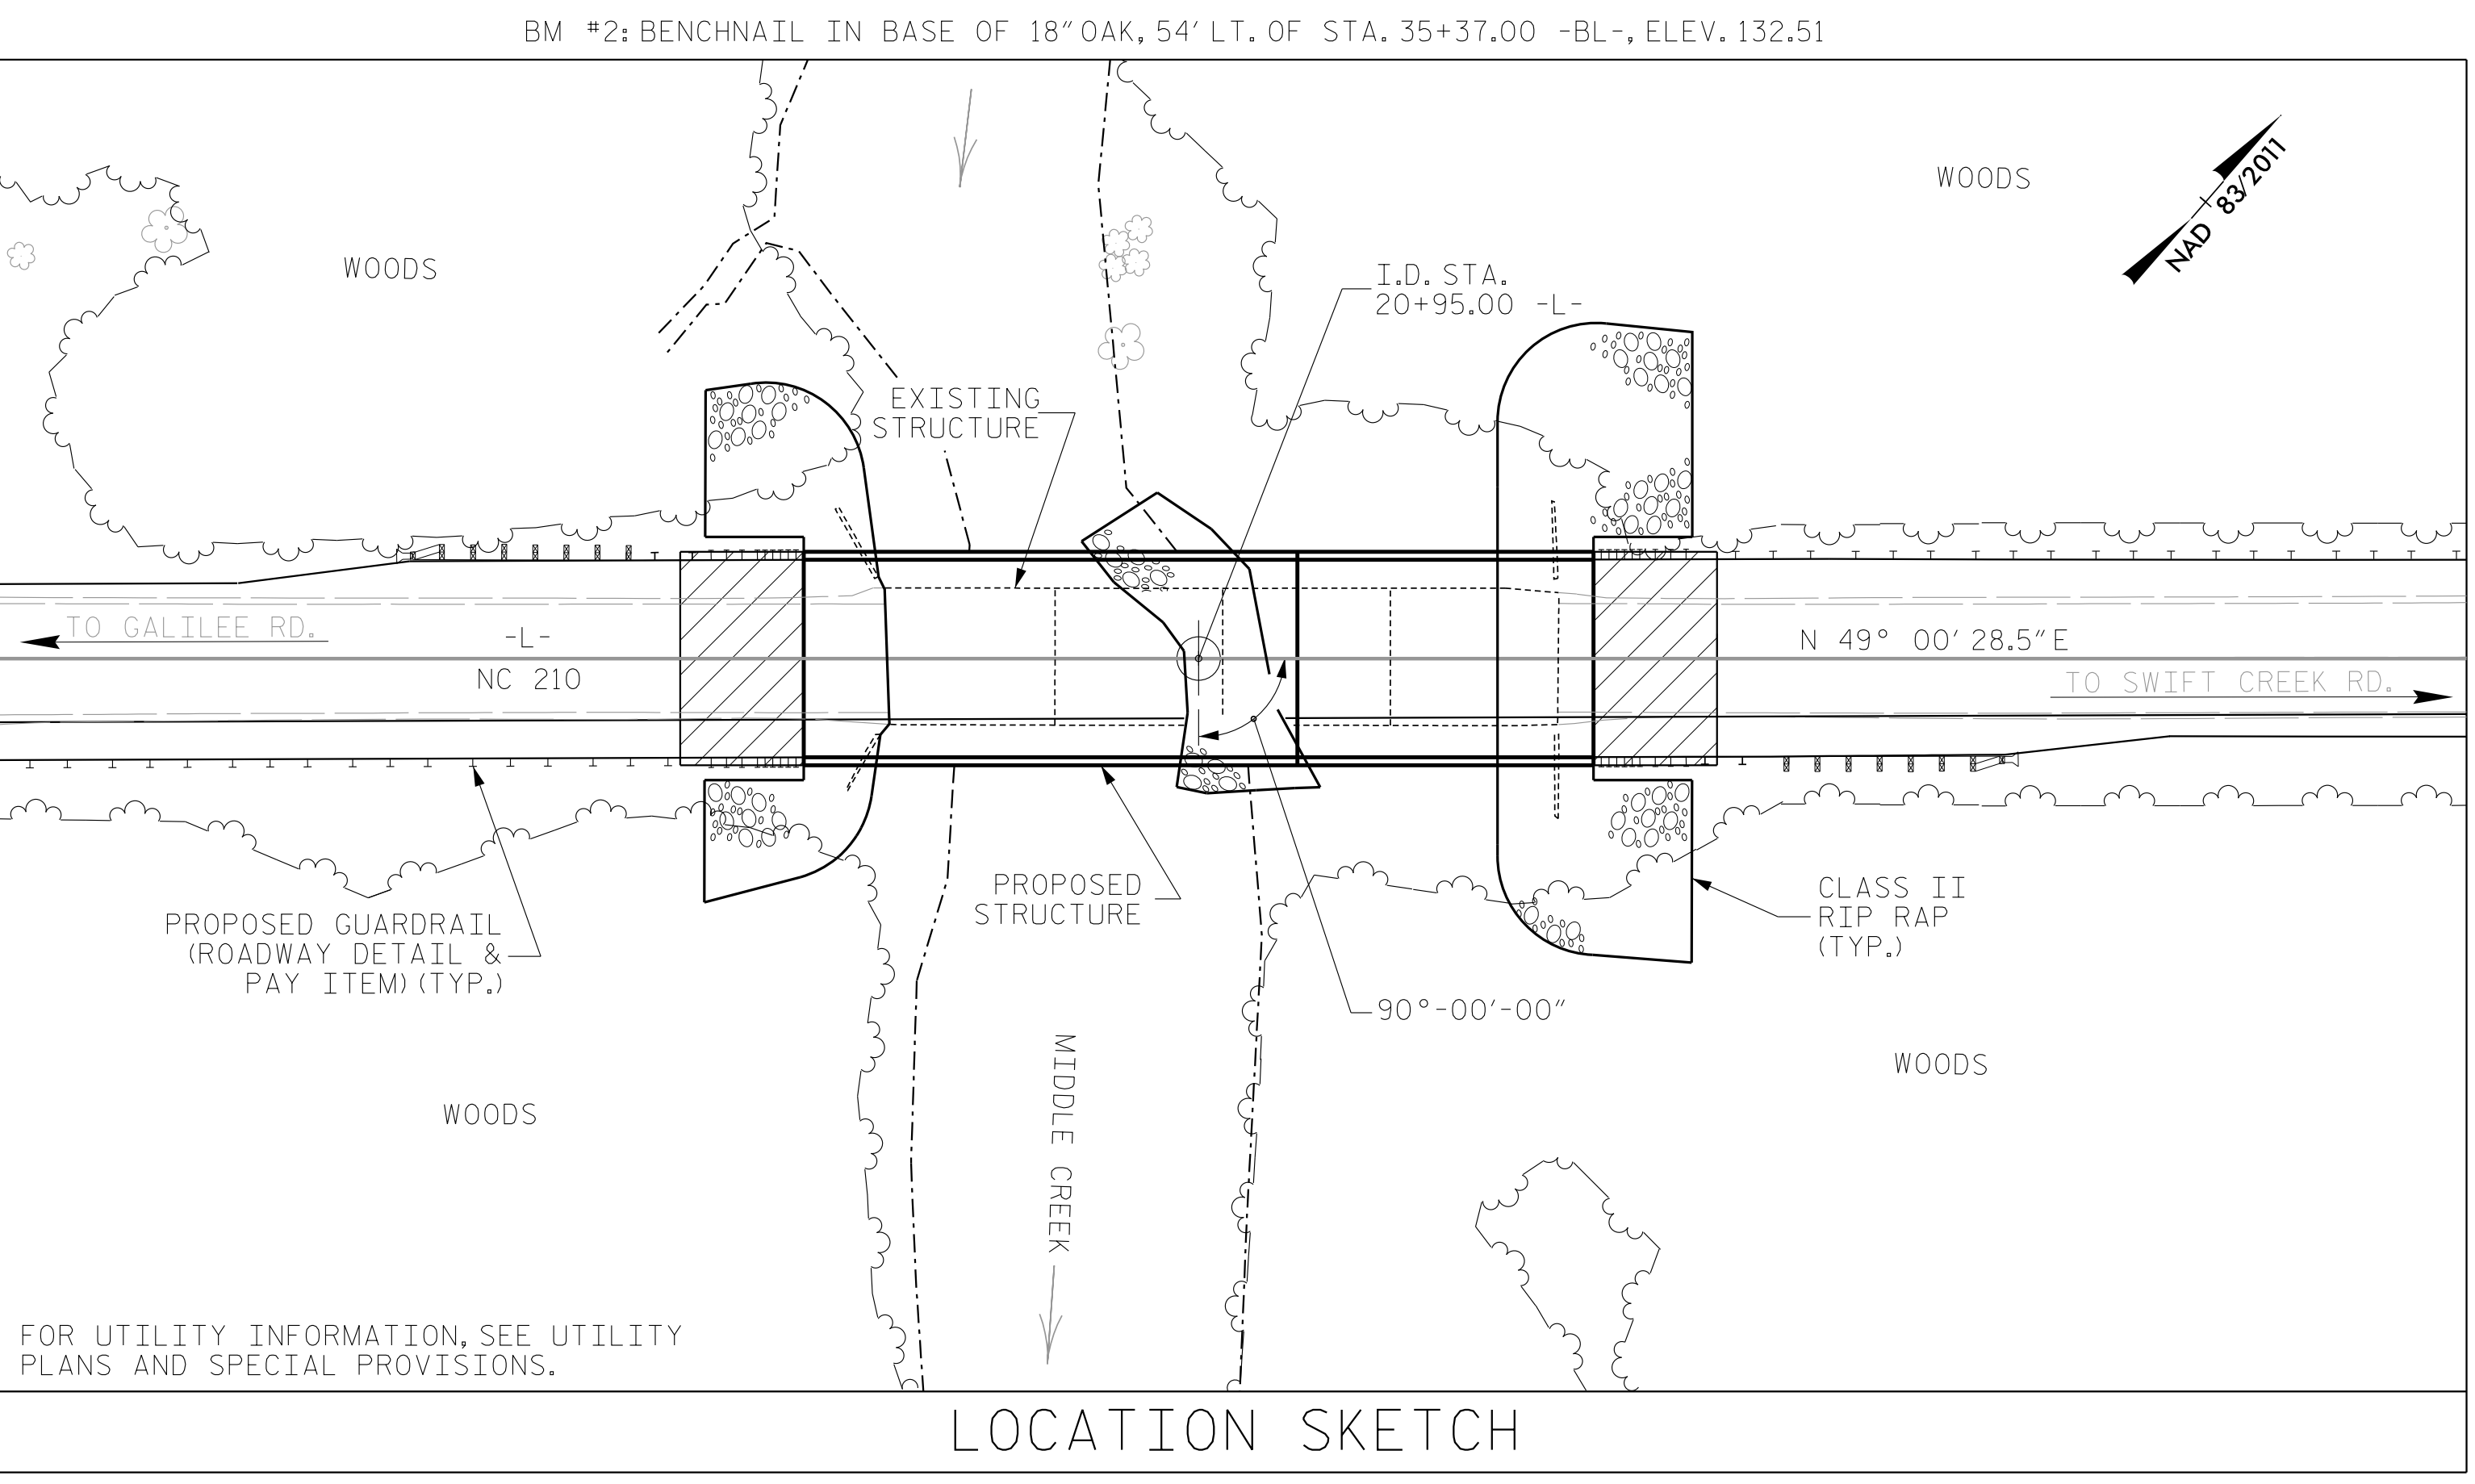 BM #2: BENCHNAIL IN BASE OF 18" OAK, 54' LT. OF STA. 35+37.00 -BL-, ELEV. 132.51
NAD 83/2011
WOODS
WOODS
I.D. STA.
20+95.00 -L-
EXISTING
STRUCTURE
TO GALILEE RD.
-L-
NC 210
N 49° 00' 28.5" E
TO SWIFT CREEK RD.
PROPOSED
STRUCTURE
CLASS II
RIP RAP
(TYP.)
PROPOSED GUARDRAIL
(ROADWAY DETAIL &
PAY ITEM) (TYP.)
90°-00'-00"
MIDDLE CREEK
WOODS
WOODS
FOR UTILITY INFORMATION, SEE UTILITY
PLANS AND SPECIAL PROVISIONS.
LOCATION SKETCH